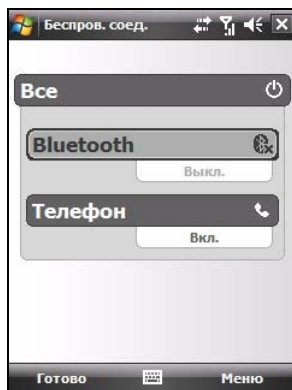 Беспров. соед.
Все
Bluetooth
Выкл.
Телефон
Вкл.
Готово Меню